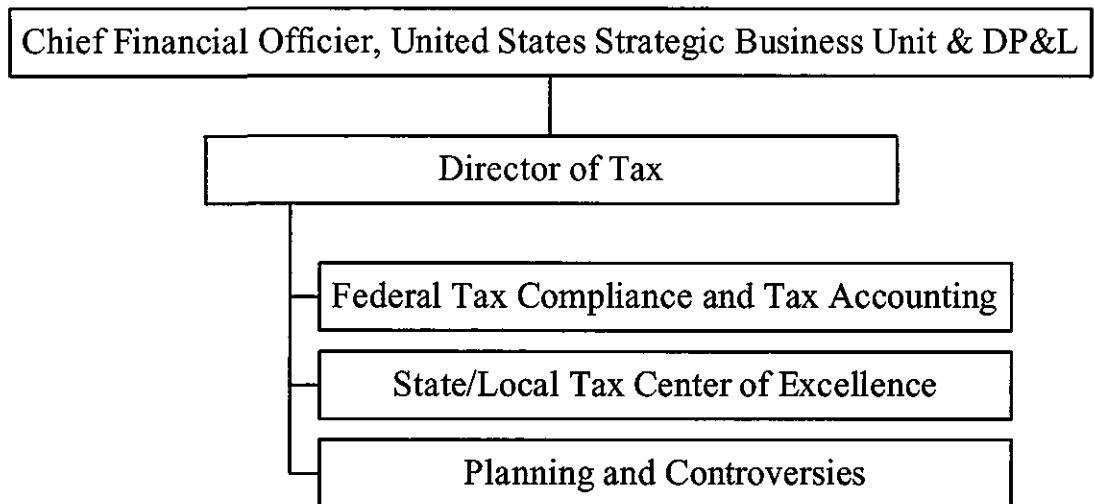 Chief Financial Officier, United States Strategic Business Unit & DP&L
Director of Tax
Federal Tax Compliance and Tax Accounting
State/Local Tax Center of Excellence
Planning and Controversies